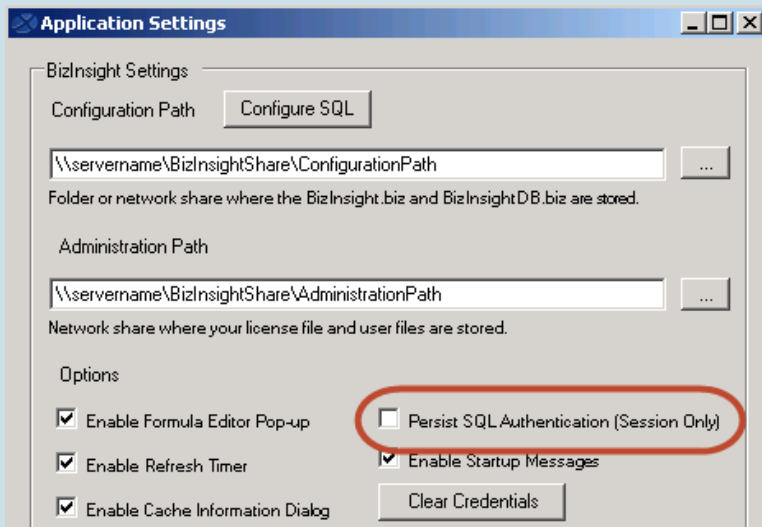 Application Settings
BizInsight Settings
Configuration Path
Configure SQL
\\servername\BizInsightShare\ConfigurationPath
...
Folder or network share where the BizInsight.biz and BizInsightDB.biz are stored.
Administration Path
\\servername\BizInsightShare\AdministrationPath
...
Network share where your license file and user files are stored.
Options
Enable Formula Editor Pop-up
Persist SQL Authentication (Session Only)
Enable Refresh Timer
Enable Startup Messages
Enable Cache Information Dialog
Clear Credentials